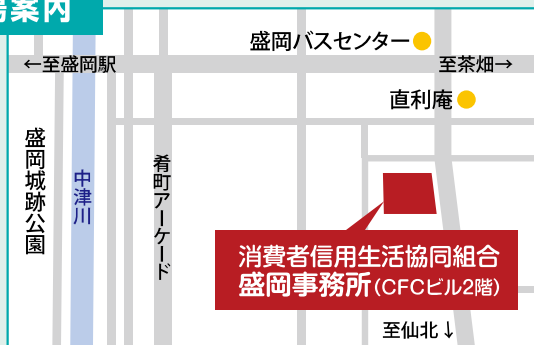 場案内
盛岡バスセンター
←至盛岡駅
至茶畑→
直利庵
盛岡城跡公園
中津川
肴町アーケード
消費者信用生活協同組合
盛岡事務所(CFCビル2階)
至仙北↓